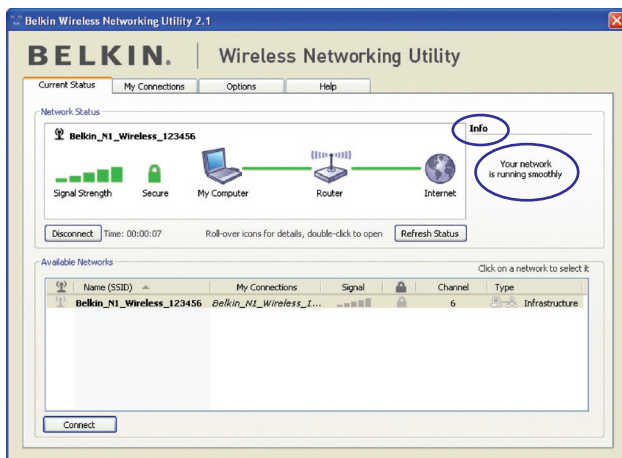 Belkin Wireless Networking Utility 2.1
BELKIN. Wireless Networking Utility
Current Status My Connections Options Help
Network Status
Belkin_N1_Wireless_123456
Info
Your network
is running smoothly
Signal Strength Secure My Computer Router Internet
Disconnect Time: 00:00:07 Roll-over icons for details, double-click to open Refresh Status
Available Networks
Click on a network to select it
Name (SSID) My Connections Signal Channel Type
Belkin_N1_Wireless_123456 Belkin_N1_Wireless_1... 6 Infrastructure
Connect